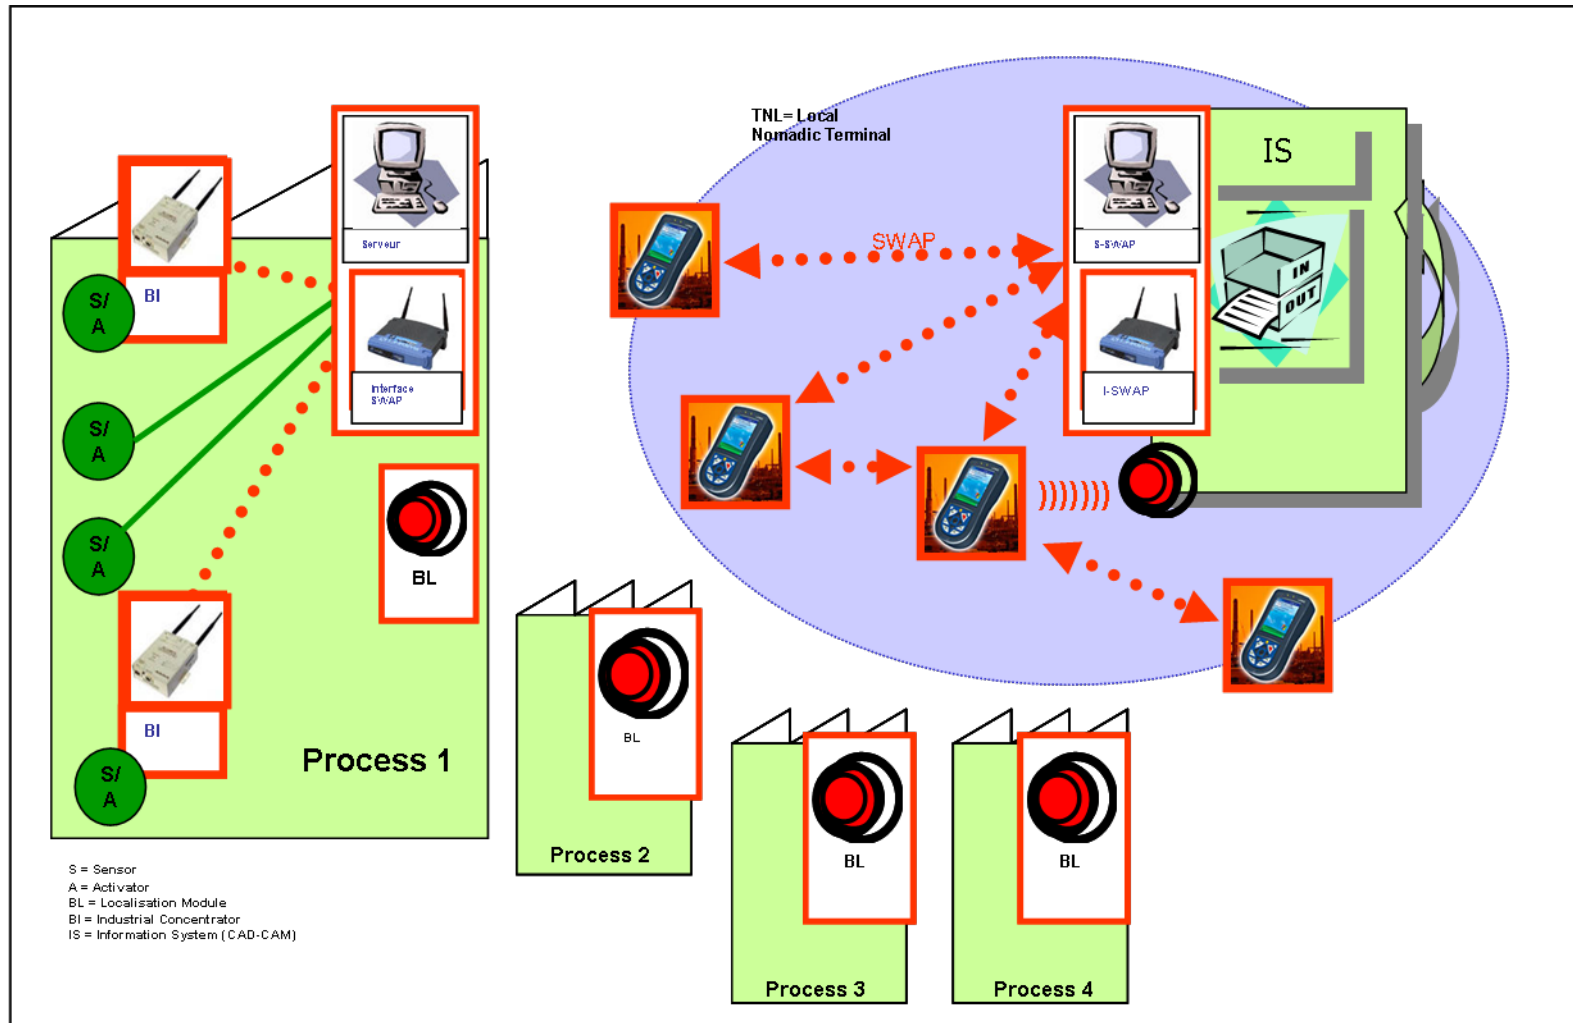 TNL= Local
Nomadic Terminal
IS
Serveur
S-SWAP
SWAP
IN
OUT
BI
S/
A
Interface
SWAP
I-SWAP
S/
A
S/
A
BL
BI
S/
A
Process 1
BL
Process 2
BL
Process 3
BL
Process 4
S = Sensor
A = Activator
BL = Localisation Module
BI = Industrial Concentrator
IS = Information System (CAD-CAM)